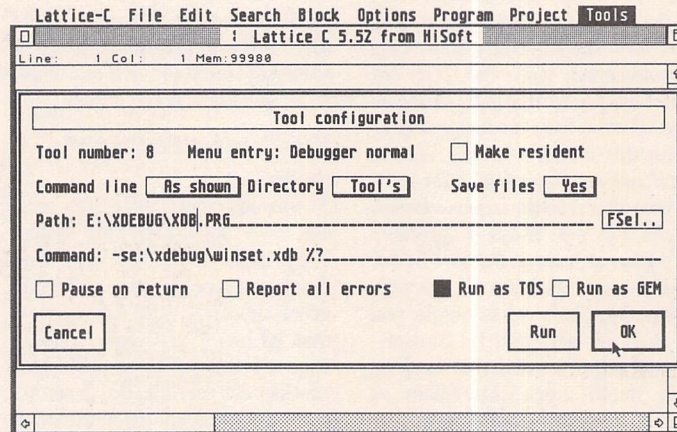 Lattice-C File Edit Search Block Options Program Project Tools
Lattice C 5.52 from HiSoft
Line: 1 Col: 1 Mem:99980
Tool configuration
Tool number: 8 Menu entry: Debugger normal Make resident
Command line As shown Directory Tool's Save files Yes
Path: E:\XDEBUG\XDB.PRG FSel..
Command: -se:\xdebug\winset.xdb %?
Pause on return Report all errors Run as TOS Run as GEM
Cancel Run OK